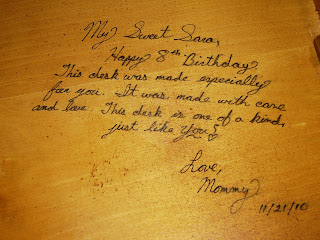 My Sweet Sara,
Happy 8th Birthday
This desk was made especially
for you. It was made with care
and love. This desk is one of a kind,
just like you!
Love,
Mommy
11/21/10